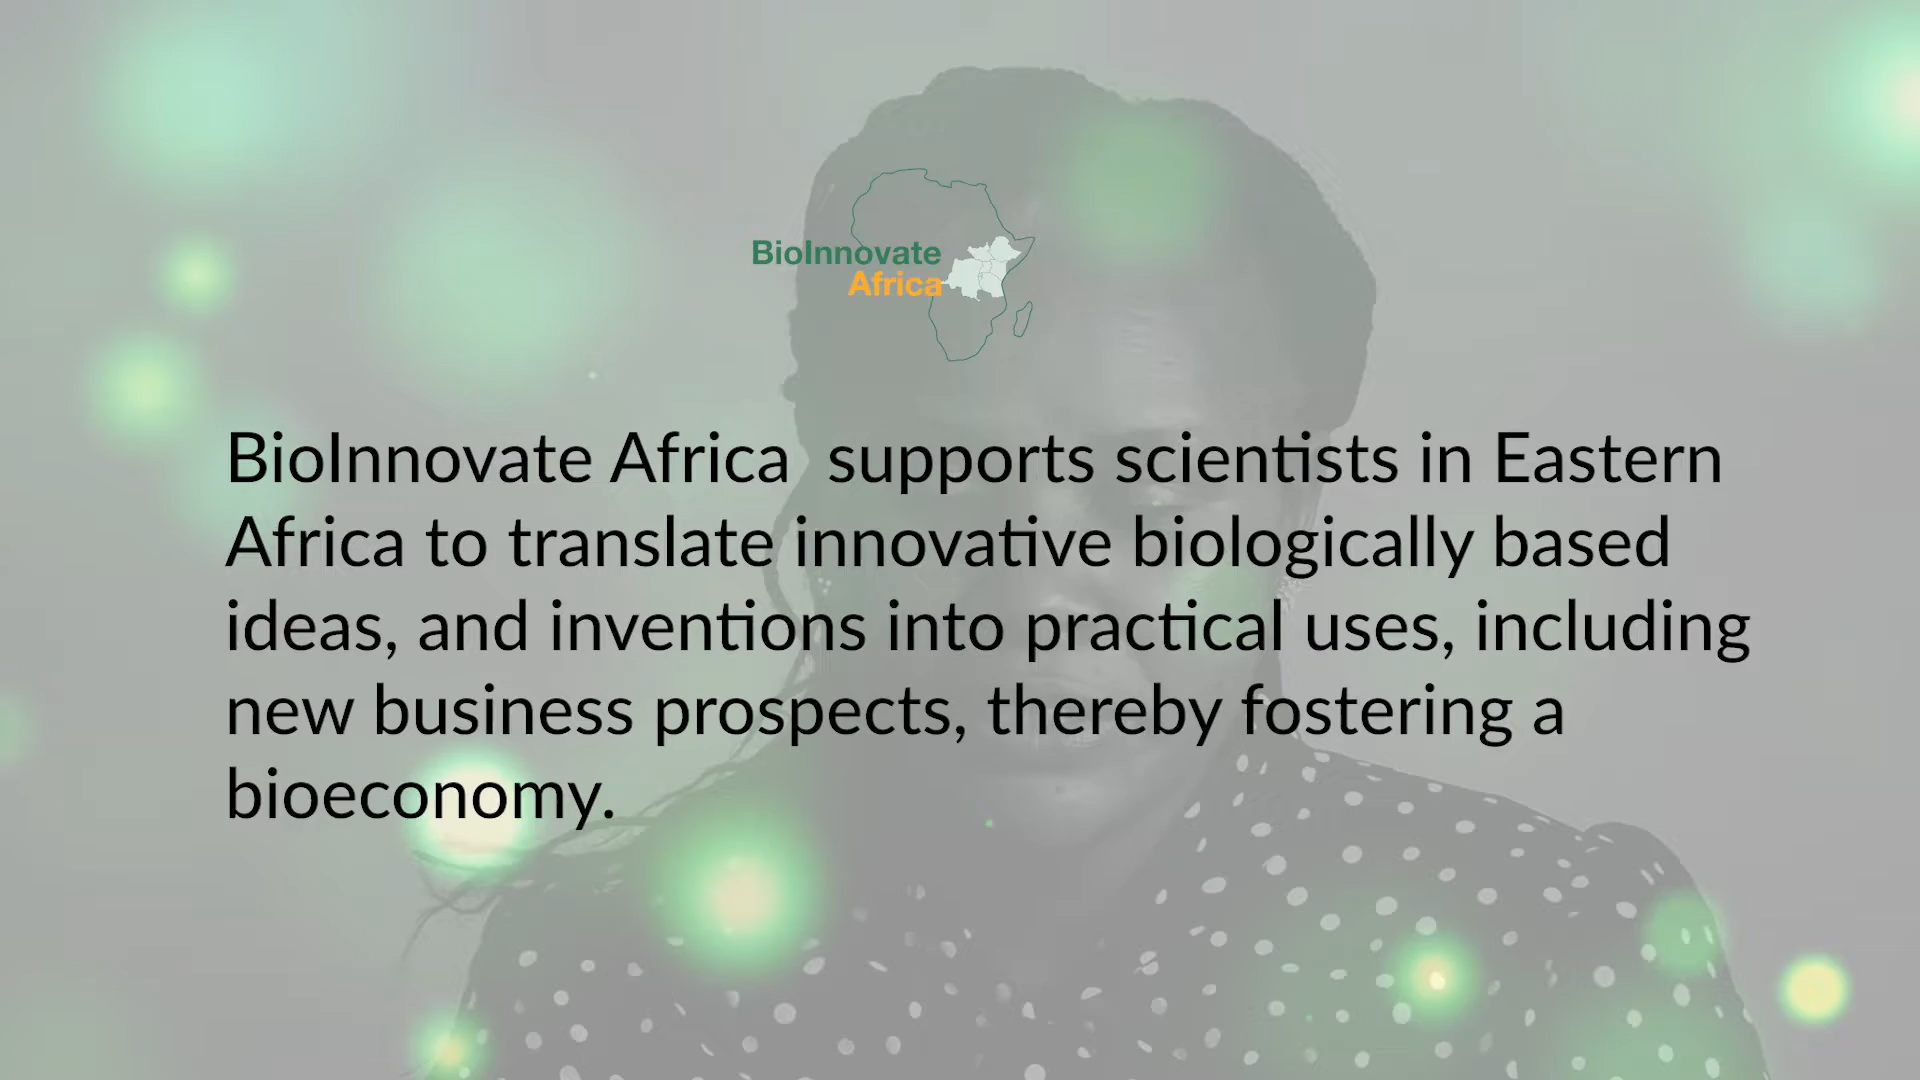 BioInnovate
Africa
BioInnovate Africa  supports scientists in Eastern
Africa to translate innovative biologically based
ideas, and inventions into practical uses, including
new business prospects, thereby fostering a
bioeconomy.